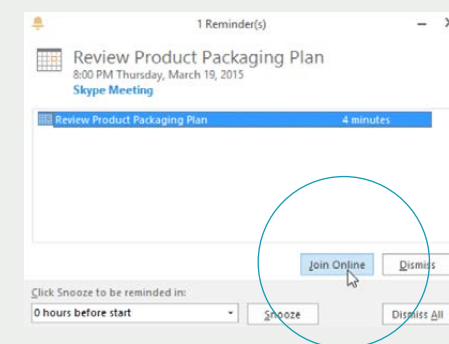 1 Reminder(s)
Review Product Packaging Plan
8:00 PM Thursday, March 19, 2015
Skype Meeting
Review Product Packaging Plan 4 minutes
Join Online Dismiss
Click Snooze to be reminded in:
0 hours before start Snooze Dismiss All